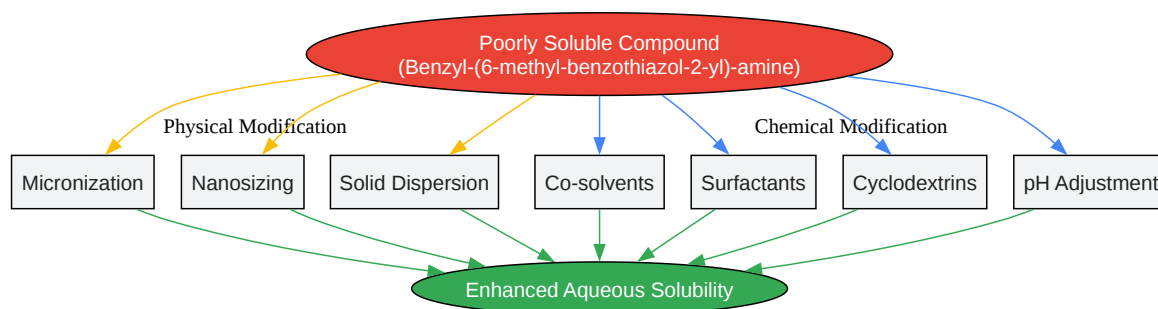 Poorly Soluble Compound
(Benzyl-(6-methyl-benzothiazol-2-yl)-amine)
Physical Modification
Chemical Modification
Micronization
Nanosizing
Solid Dispersion
Co-solvents
Surfactants
Cyclodextrins
pH Adjustment
Enhanced Aqueous Solubility